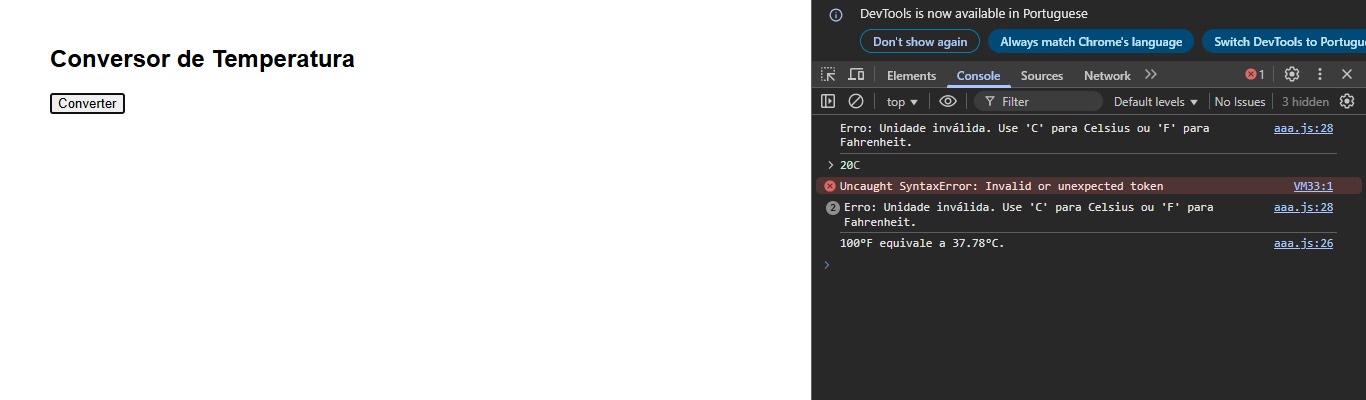 Conversor de Temperatura
Converter
DevTools is now available in Portuguese
Don't show again
Always match Chrome's language
Switch DevTools to Portugue
Elements
Console
Sources
Network
1
top
Filter
Default levels
No Issues
3 hidden
Erro: Unidade inválida. Use 'C' para Celsius ou 'F' para
Fahrenheit.
aaa.js:28
20C
Uncaught SyntaxError: Invalid or unexpected token
VM33:1
2
Erro: Unidade inválida. Use 'C' para Celsius ou 'F' para
Fahrenheit.
aaa.js:28
100°F equivale a 37.78°C.
aaa.js:26